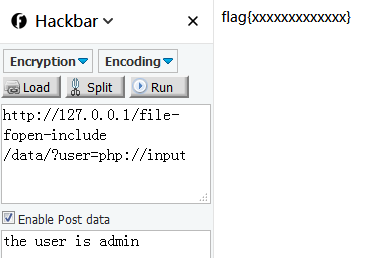 Hackbar
flag{xxxxxxxxxxxxx}
Encryption
Encoding
Load
Split
Run
http://127.0.0.1/file-
fopen-include
/data/?user=php://input
Enable Post data
the user is admin